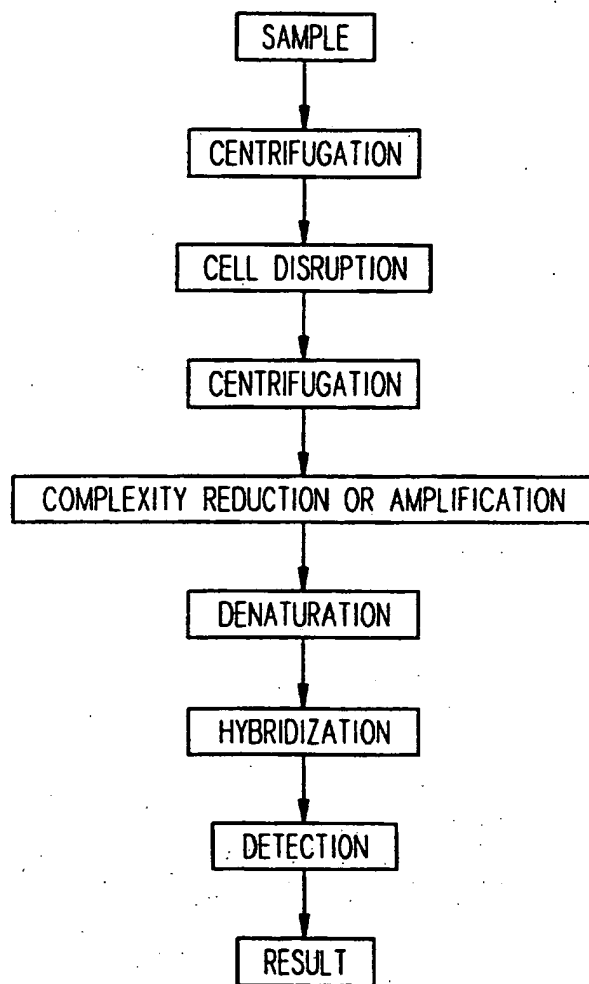 SAMPLE
CENTRIFUGATION
CELL DISRUPTION
CENTRIFUGATION
COMPLEXITY REDUCTION OR AMPLIFICATION
DENATURATION
HYBRIDIZATION
DETECTION
RESULT